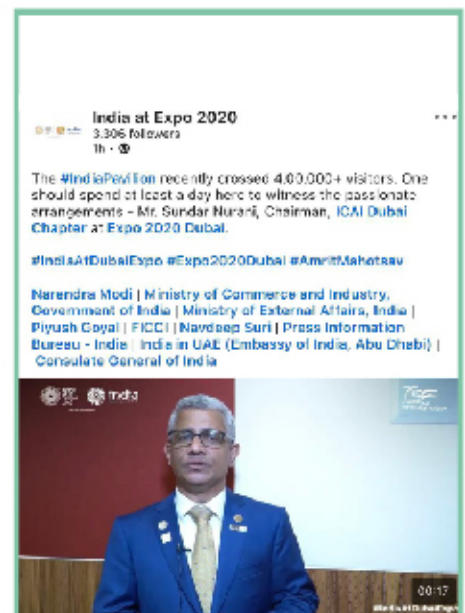 India at Expo 2020
3,306 followers
1h •
The #IndiaPavilion recently crossed 4,00,000+ visitors. One
should spend at least a day here to witness the passionate
arrangements - Mr. Sundar Nurani, Chairman, ICAI Dubai
Chapter at Expo 2020 Dubai.
#IndiaAtDubaiExpo #Expo2020Dubai #AmritMahotsav
Narendra Modi | Ministry of Commerce and Industry,
Government of India | Ministry of External Affairs, India |
Piyush Goyal | FICCI | Navdeep Suri | Press Information
Bureau - India | India in UAE (Embassy of India, Abu Dhabi) |
Consulate General of India
India
00:17
#IndiaAtDubaiExpo